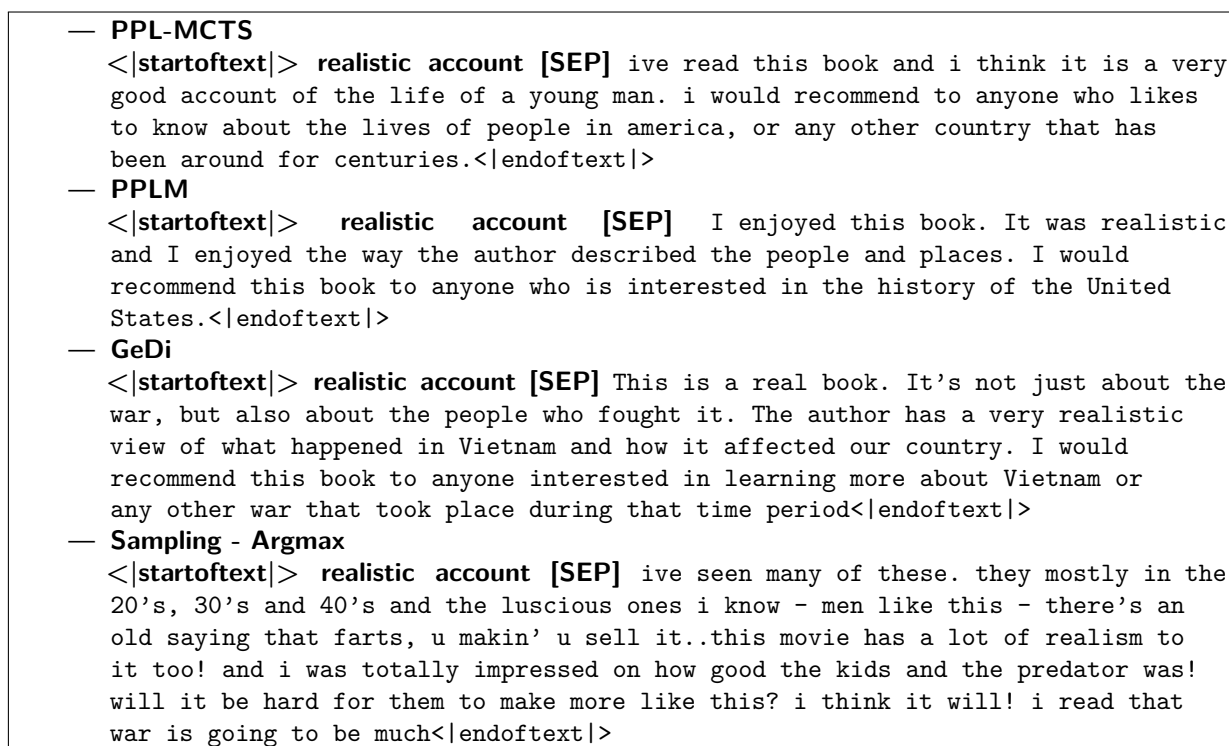 — PPL-MCTS
<|startoftext|> realistic account [SEP] ive read this book and i think it is a very
good account of the life of a young man. i would recommend to anyone who likes
to know about the lives of people in america, or any other country that has
been around for centuries.<|endoftext|>
— PPLM
<|startoftext|> realistic account [SEP] I enjoyed this book. It was realistic
and I enjoyed the way the author described the people and places. I would
recommend this book to anyone who is interested in the history of the United
States.<|endoftext|>
— GeDi
<|startoftext|> realistic account [SEP] This is a real book. It's not just about the
war, but also about the people who fought it. The author has a very realistic
view of what happened in Vietnam and how it affected our country. I would
recommend this book to anyone interested in learning more about Vietnam or
any other war that took place during that time period<|endoftext|>
— Sampling - Argmax
<|startoftext|> realistic account [SEP] ive seen many of these. they mostly in the
20's, 30's and 40's and the luscious ones i know – men like this – there's an
old saying that farts, u makin' u sell it..this movie has a lot of realism to
it too! and i was totally impressed on how good the kids and the predator was!
will it be hard for them to make more like this? i think it will! i read that
war is going to be much<|endoftext|>